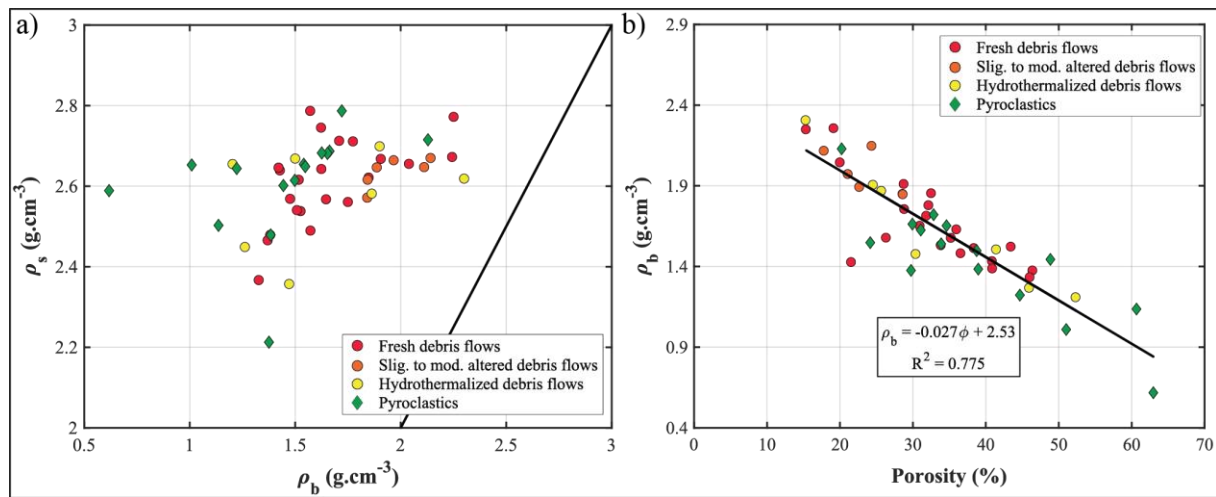 a)
3
2.8
2.6
2.4
2.2
2
ρs (g.cm-3)
0.5
1
1.5
2
2.5
3
ρb (g.cm-3)
Fresh debris flows
Slig. to mod. altered debris flows
Hydrothermalized debris flows
Pyroclastics
b)
2.9
2.4
1.9
1.4
0.9
0.4
ρb (g.cm-3)
0
10
20
30
40
50
60
70
Porosity (%)
Fresh debris flows
Slig. to mod. altered debris flows
Hydrothermalized debris flows
Pyroclastics
ρb = -0.027ϕ + 2.53
R2 = 0.775